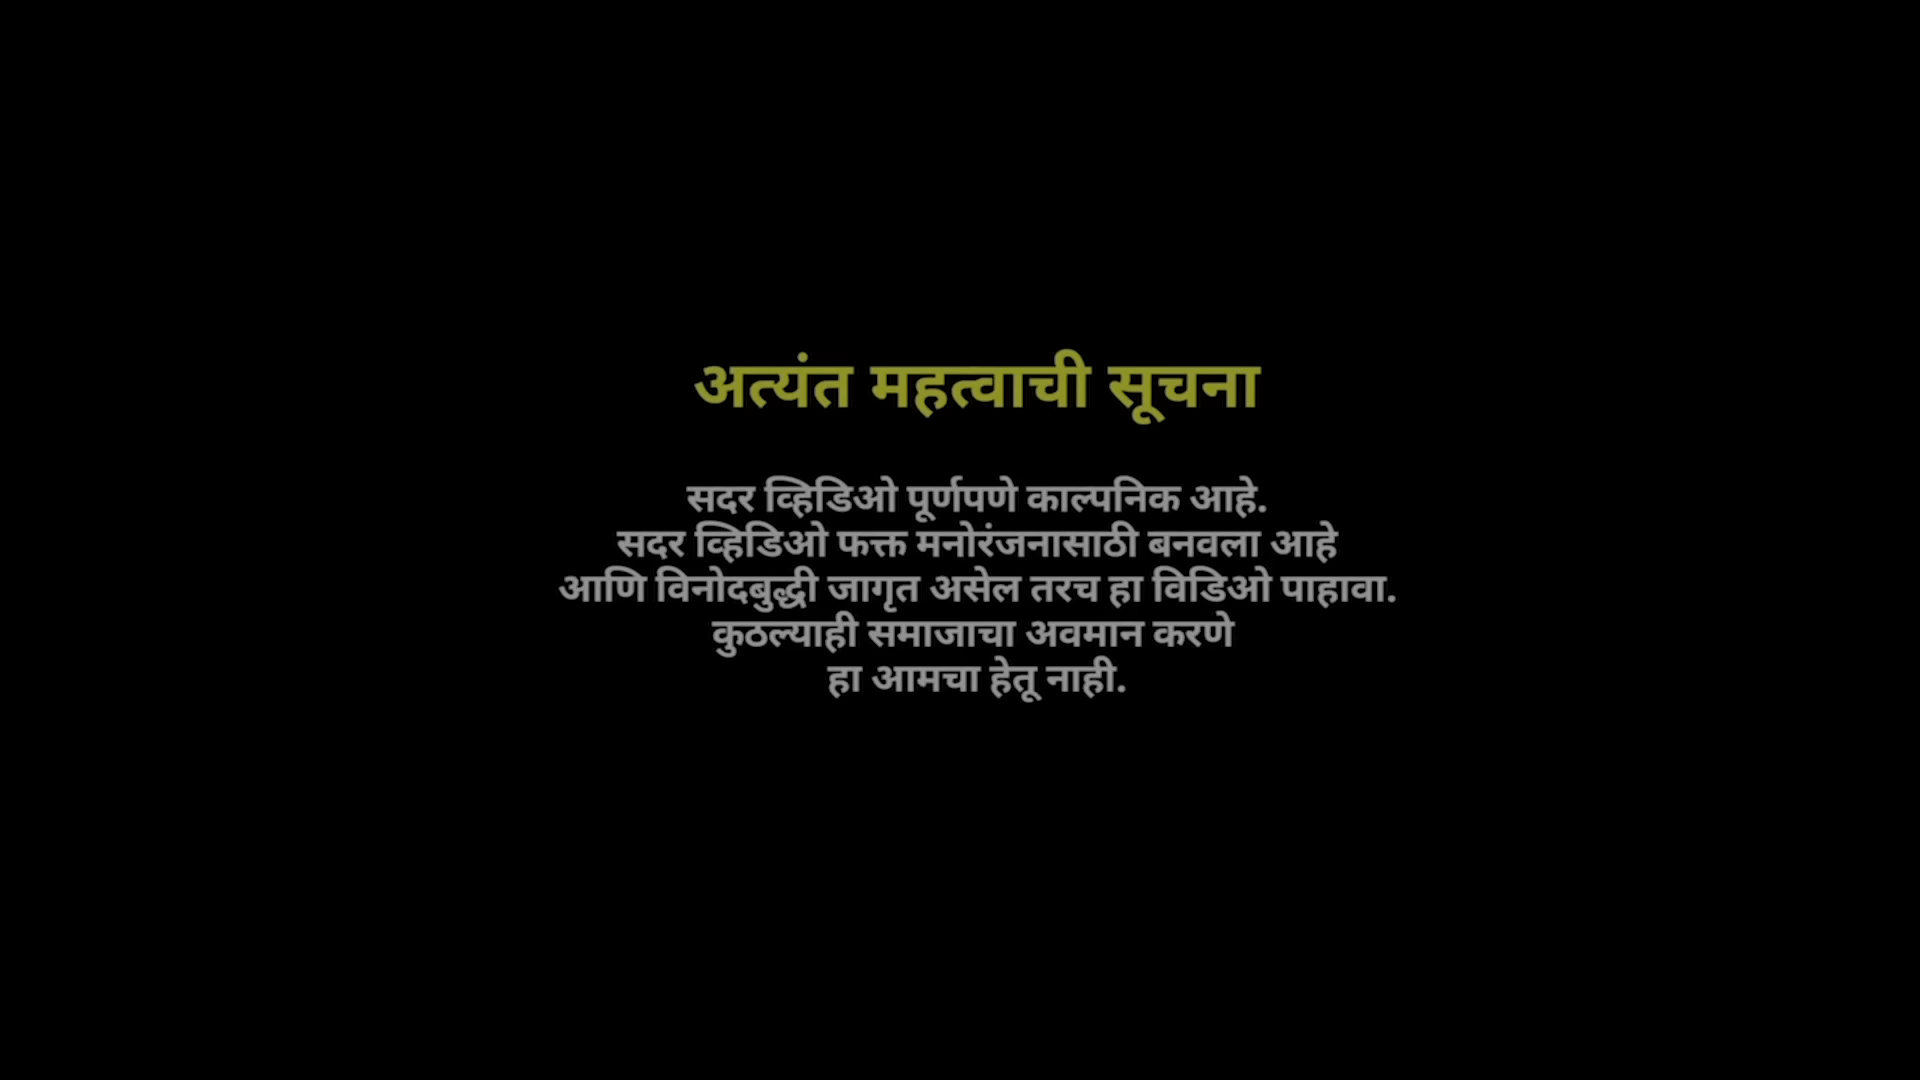 अत्यंत महत्वाची सूचना
सदर व्हिडिओ पूर्णपणे काल्पनिक आहे.
सदर व्हिडिओ फक्त मनोरंजनासाठी बनवला आहे
आणि विनोदबुद्धी जागृत असेल तरच हा विडिओ पाहावा.
कुठल्याही समाजाचा अवमान करणे
हा आमचा हेतू नाही.